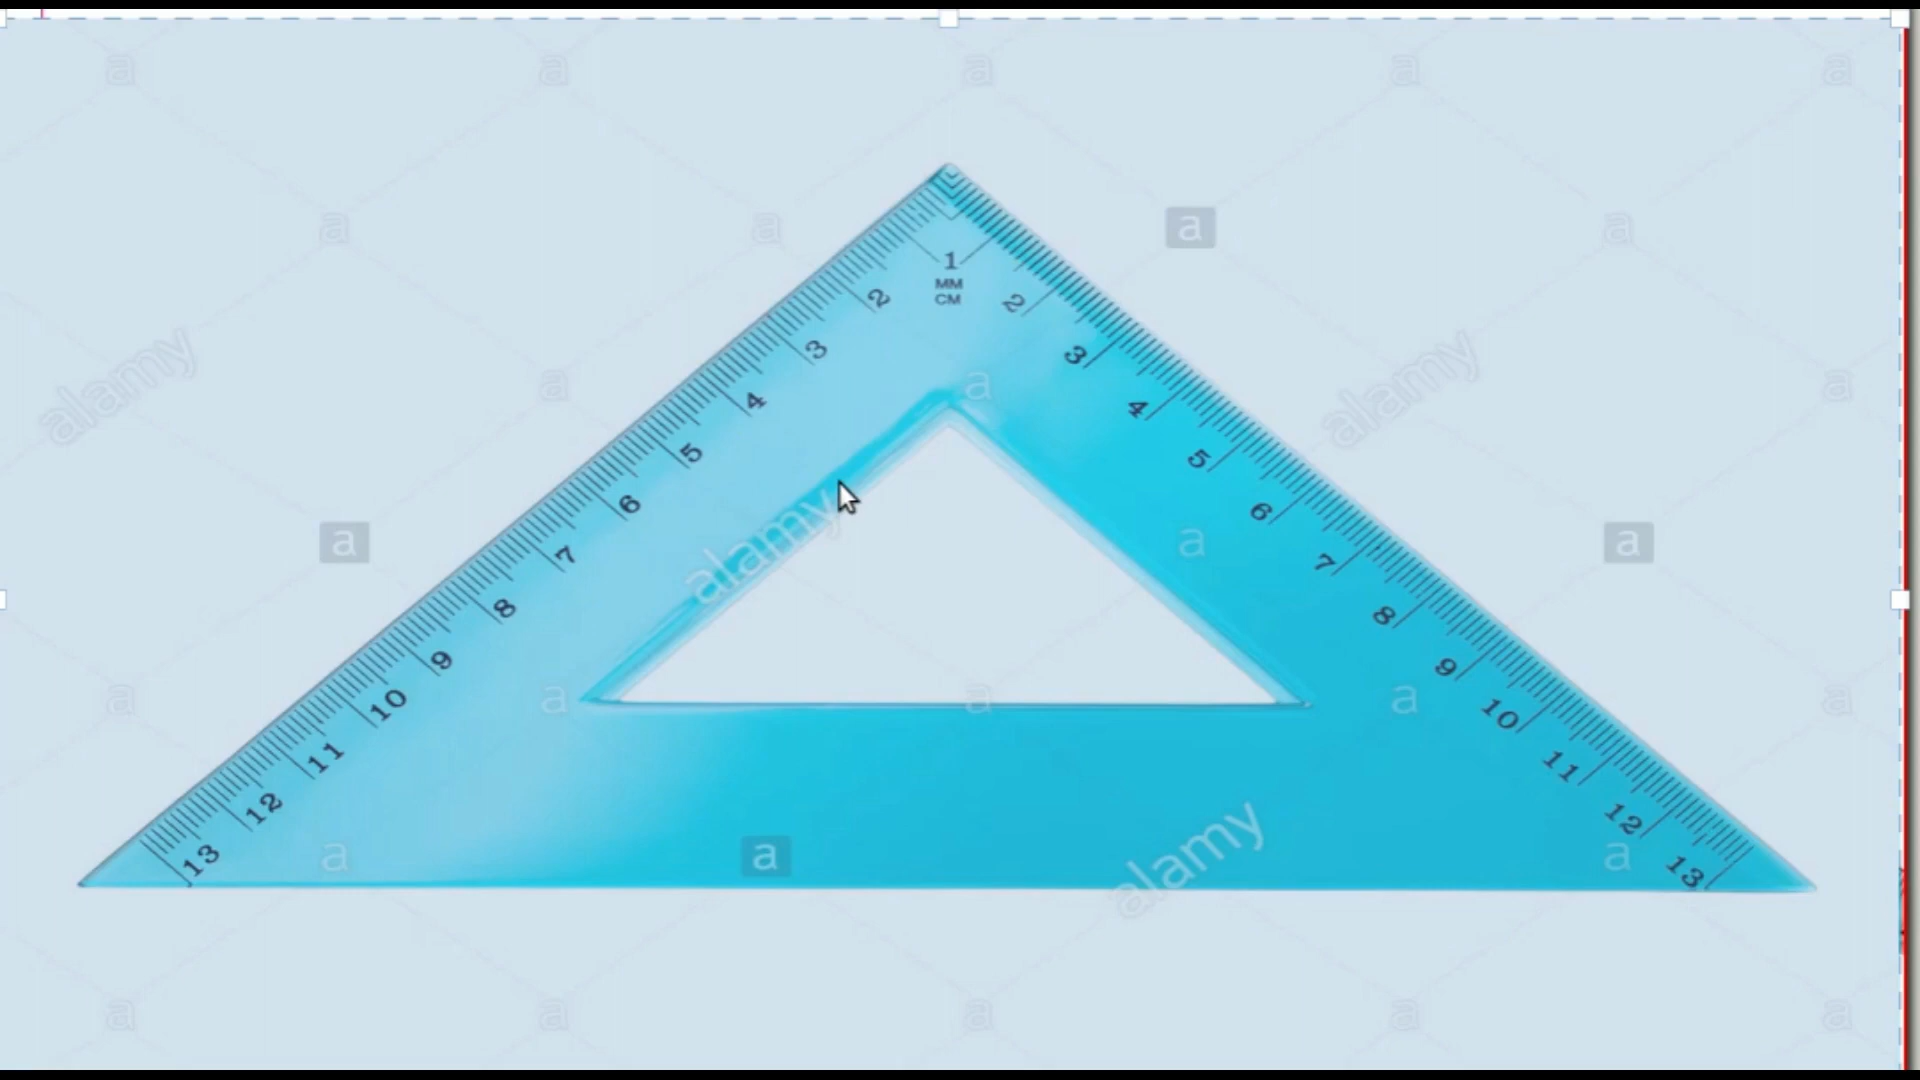 a a a a a
a a a a
1
MM
CM
2 2
3 3
4 4
5 5
6 6
7 7
8 8
9 9
10 10
11 11
12 12
13 13
a a a
alamy alamy
a a a
alamy
a a a a a
a a a
alamy
a a a a a